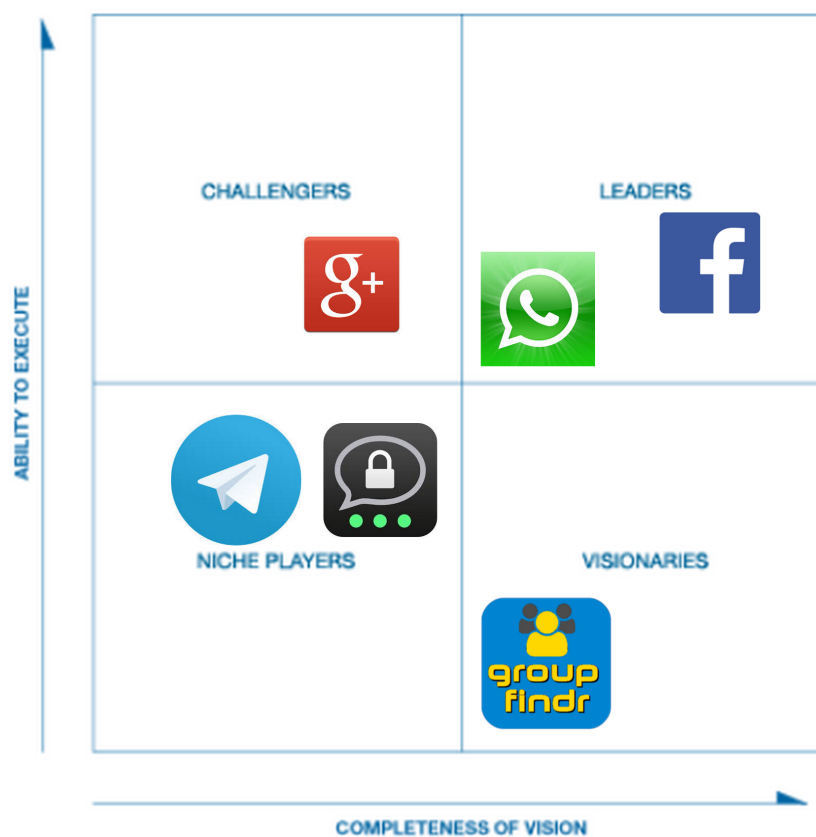 CHALLENGERS
LEADERS
g+
f
ABILITY TO EXECUTE
NICHE PLAYERS
VISIONARIES
group
findr
COMPLETENESS OF VISION